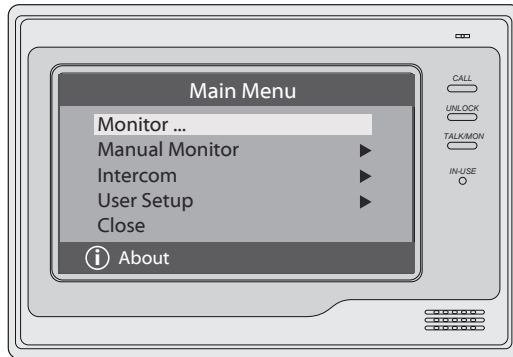 Main Menu
Monitor ...
Manual Monitor
Intercom
User Setup
Close
i About
CALL
UNLOCK
TALK/MON
IN-USE